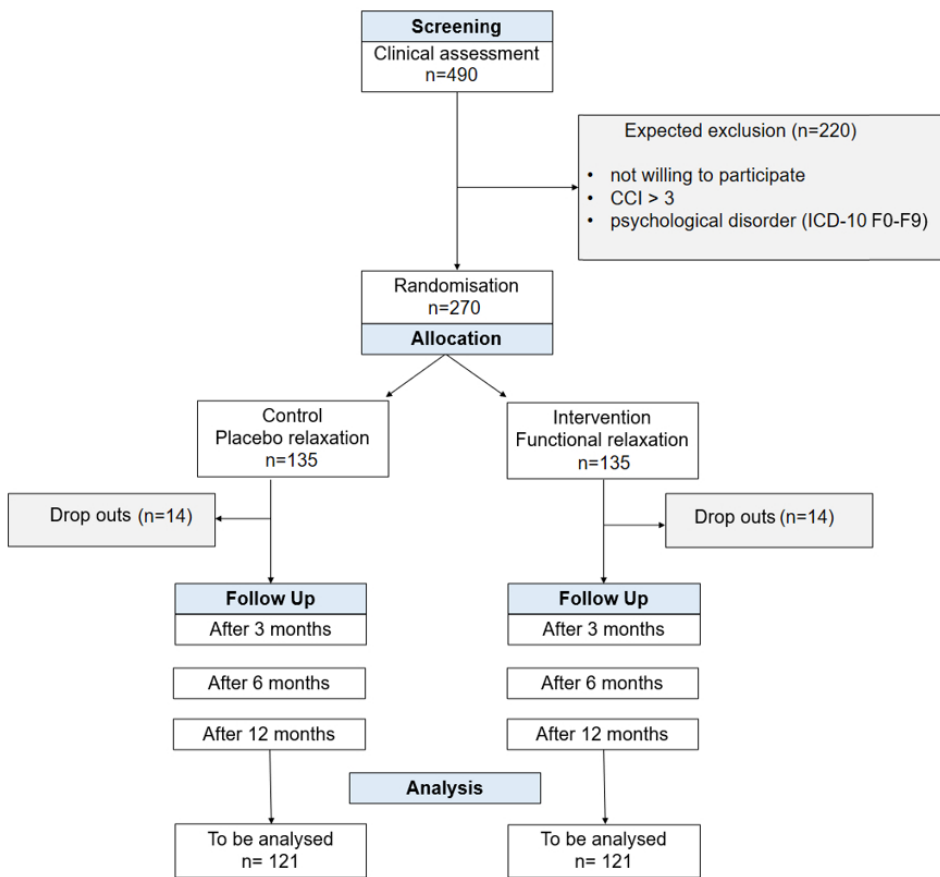 Screening
Clinical assessment
n=490
Expected exclusion (n=220)
• not willing to participate
• CCI > 3
• psychological disorder (ICD-10 F0-F9)
Randomisation
n=270
Allocation
Control
Placebo relaxation
n=135
Intervention
Functional relaxation
n=135
Drop outs (n=14)
Drop outs (n=14)
Follow Up
After 3 months
After 6 months
After 12 months
Follow Up
After 3 months
After 6 months
After 12 months
Analysis
To be analysed
n= 121
To be analysed
n= 121